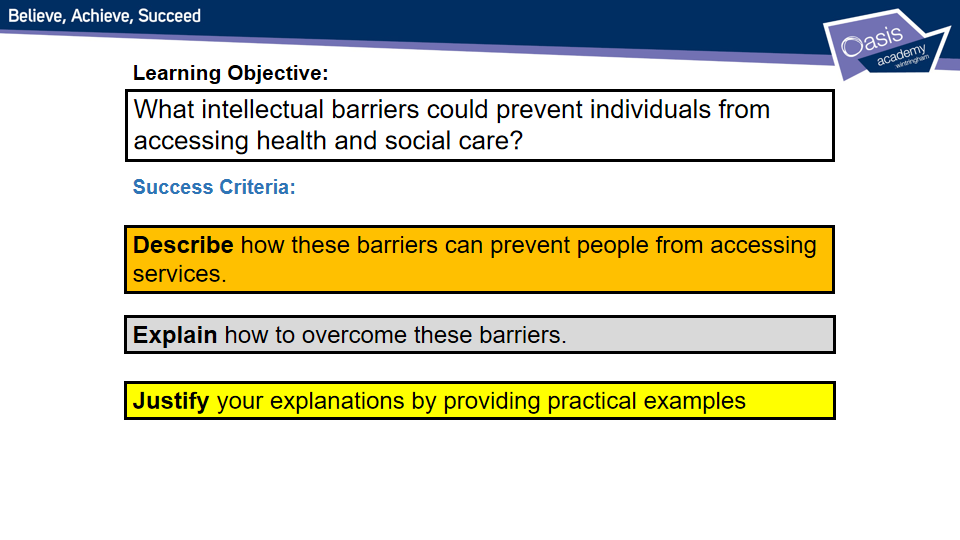 Believe, Achieve, Succeed
Oasis
academy
wintringham
Learning Objective:
What intellectual barriers could prevent individuals from
accessing health and social care?
Success Criteria:
Describe how these barriers can prevent people from accessing
services.
Explain how to overcome these barriers.
Justify your explanations by providing practical examples